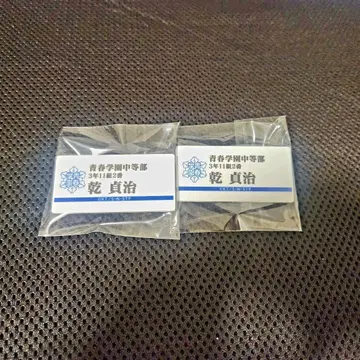 青春学園中等部
3年11組2番
乾 貞治
青春学園中等部
3年11組2番
乾 貞治